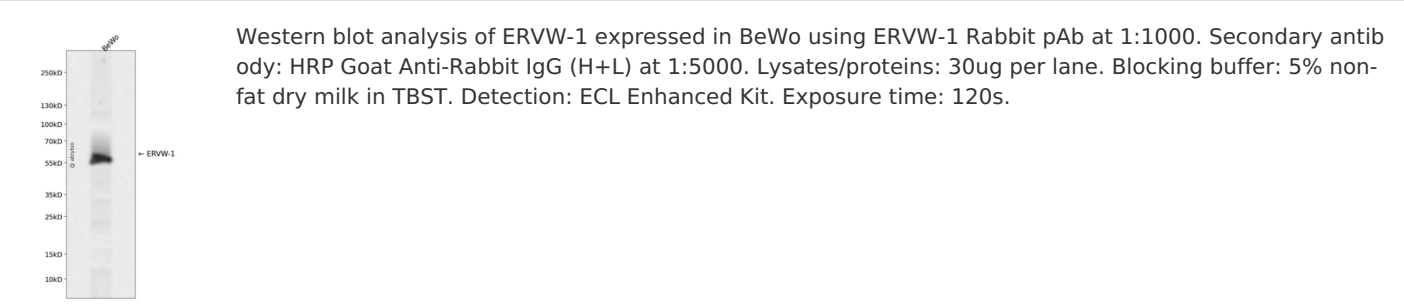 BeWo
Western blot analysis of ERVW-1 expressed in BeWo using ERVW-1 Rabbit pAb at 1:1000. Secondary antib
ody: HRP Goat Anti-Rabbit IgG (H+L) at 1:5000. Lysates/proteins: 30ug per lane. Blocking buffer: 5% non-
fat dry milk in TBST. Detection: ECL Enhanced Kit. Exposure time: 120s.
250kD
130kD
100kD
70kD
← ERVW-1
55kD
35kD
25kD
15kD
10kD